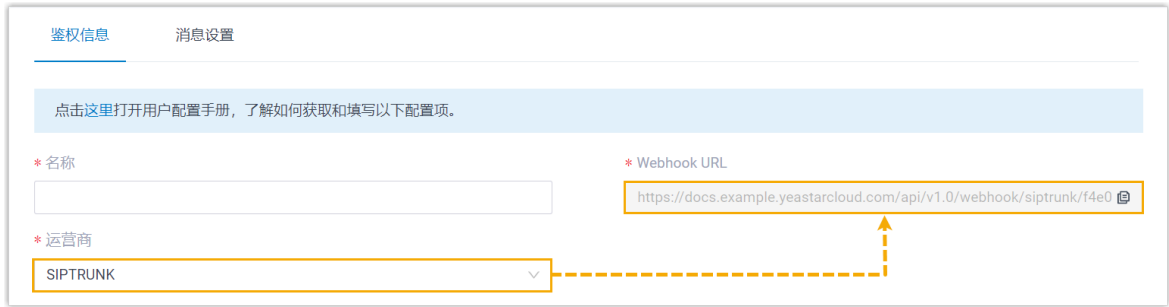 鉴权信息
消息设置
点击这里打开用户配置手册，了解如何获取和填写以下配置项。
* 名称
* Webhook URL
https://docs.example.yeastarcloud.com/api/v1.0/webhook/siptrunk/f4e0
* 运营商
SIPTRUNK